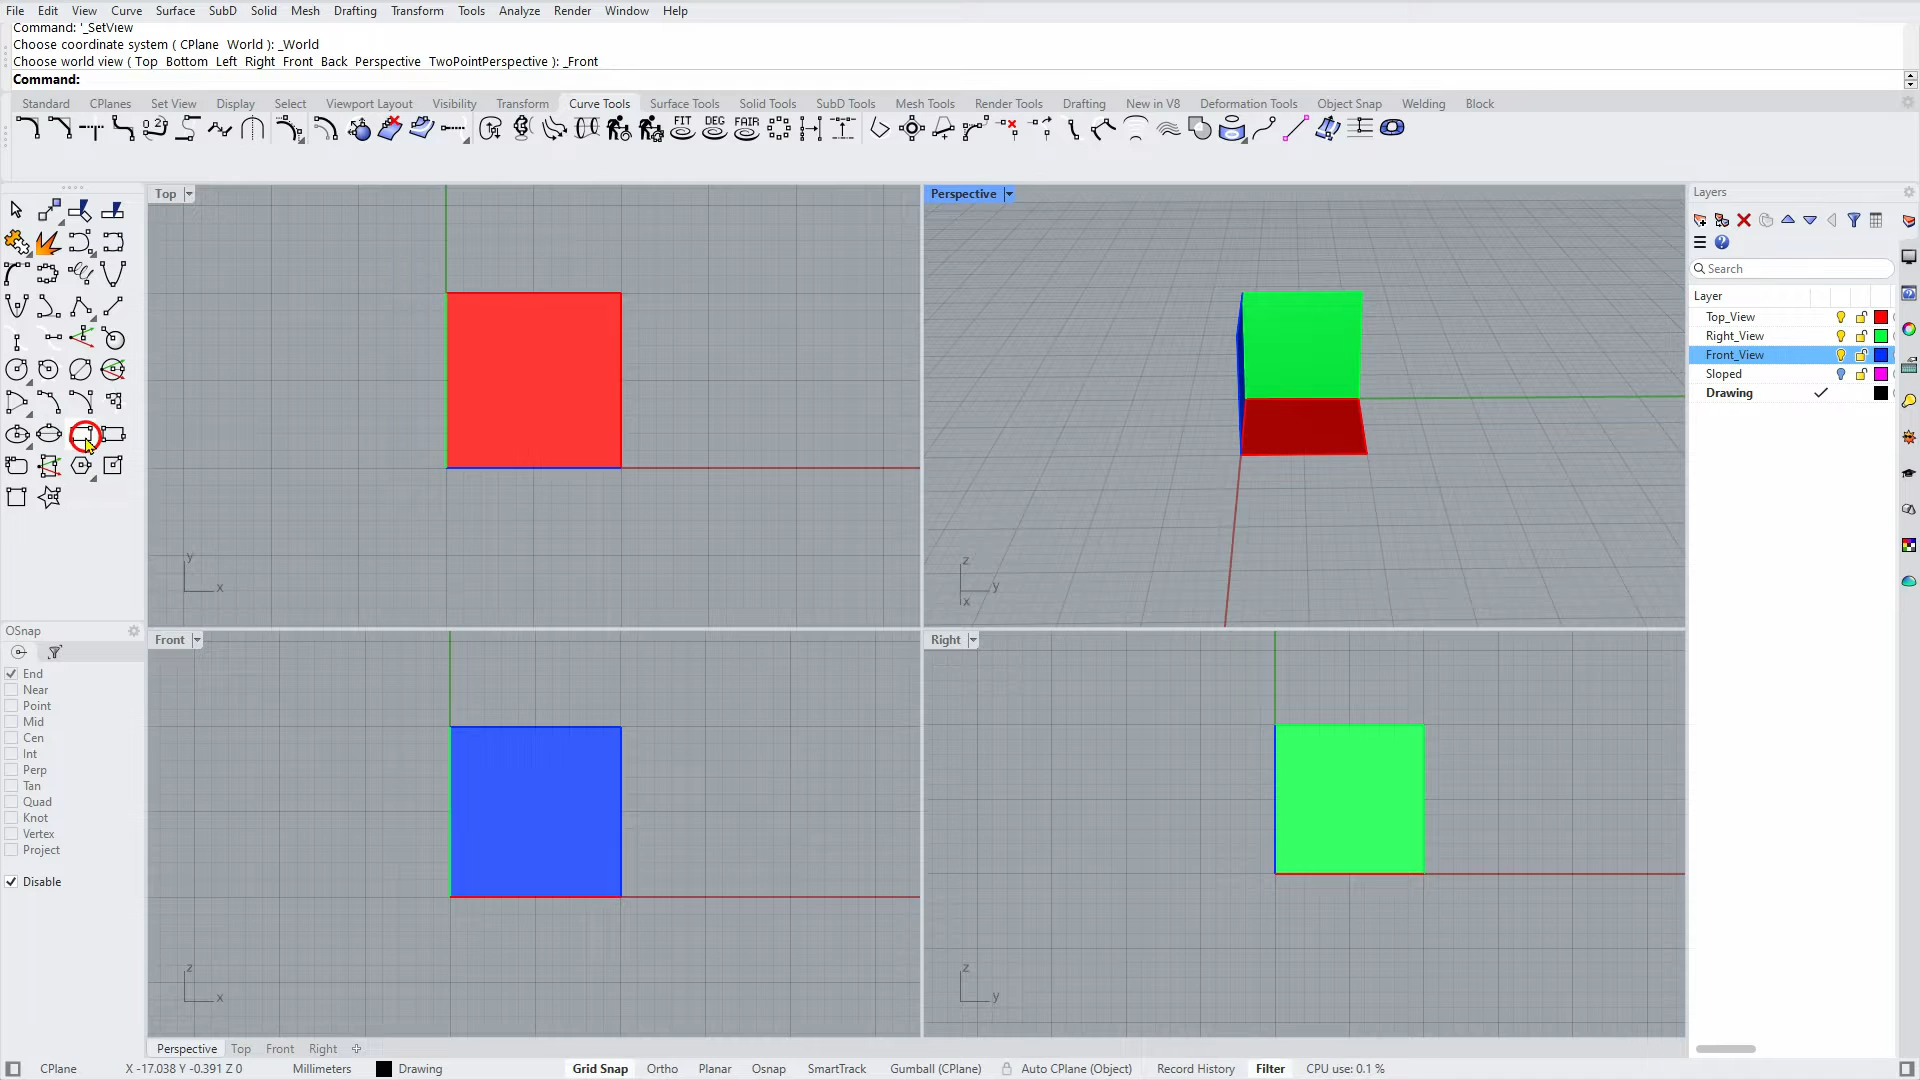 File Edit View Curve Surface SubD Solid Mesh Drafting Transform Tools Analyze Render Window Help
Command: '_SetView
Choose coordinate system ( CPlane World ): _World
Choose world view ( Top Bottom Left Right Front Back Perspective TwoPointPerspective ): _Front
Command:
Standard CPlanes Set View Display Select Viewport Layout Visibility Transform Curve Tools Surface Tools Solid Tools SubD Tools Mesh Tools Render Tools Drafting New in V8 Deformation Tools Object Snap Welding Block
FIT DEG FAIR
Top
Perspective
Layers
Search
Layer
Top_View
Right_View
Front_View
Sloped
Drawing
y
x
z
y
x
OSnap
End
Near
Point
Mid
Cen
Int
Perp
Tan
Quad
Knot
Vertex
Project
Disable
Front
Right
z
x
z
y
Perspective Top Front Right
CPlane X -17.038 Y -0.391 Z 0 Millimeters Drawing Grid Snap Ortho Planar Osnap SmartTrack Gumball (CPlane) Auto CPlane (Object) Record History Filter CPU use: 0.1 %